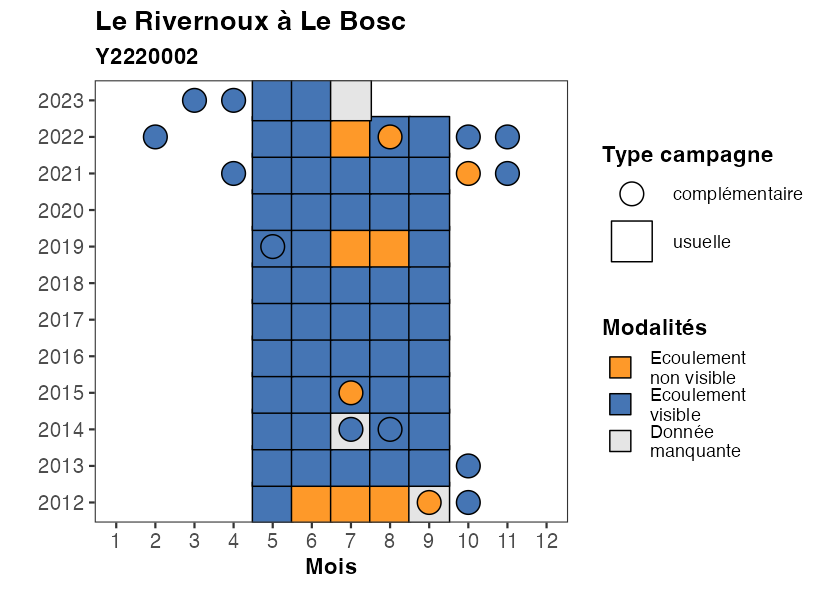 Le Rivernoux à Le Bosc
Y2220002
2023
2022
2021
2020
2019
2018
2017
2016
2015
2014
2013
2012
1 2 3 4 5 6 7 8 9 10 11 12
Mois
Type campagne
complémentaire
usuelle
Modalités
Ecoulement
non visible
Ecoulement
visible
Donnée
manquante